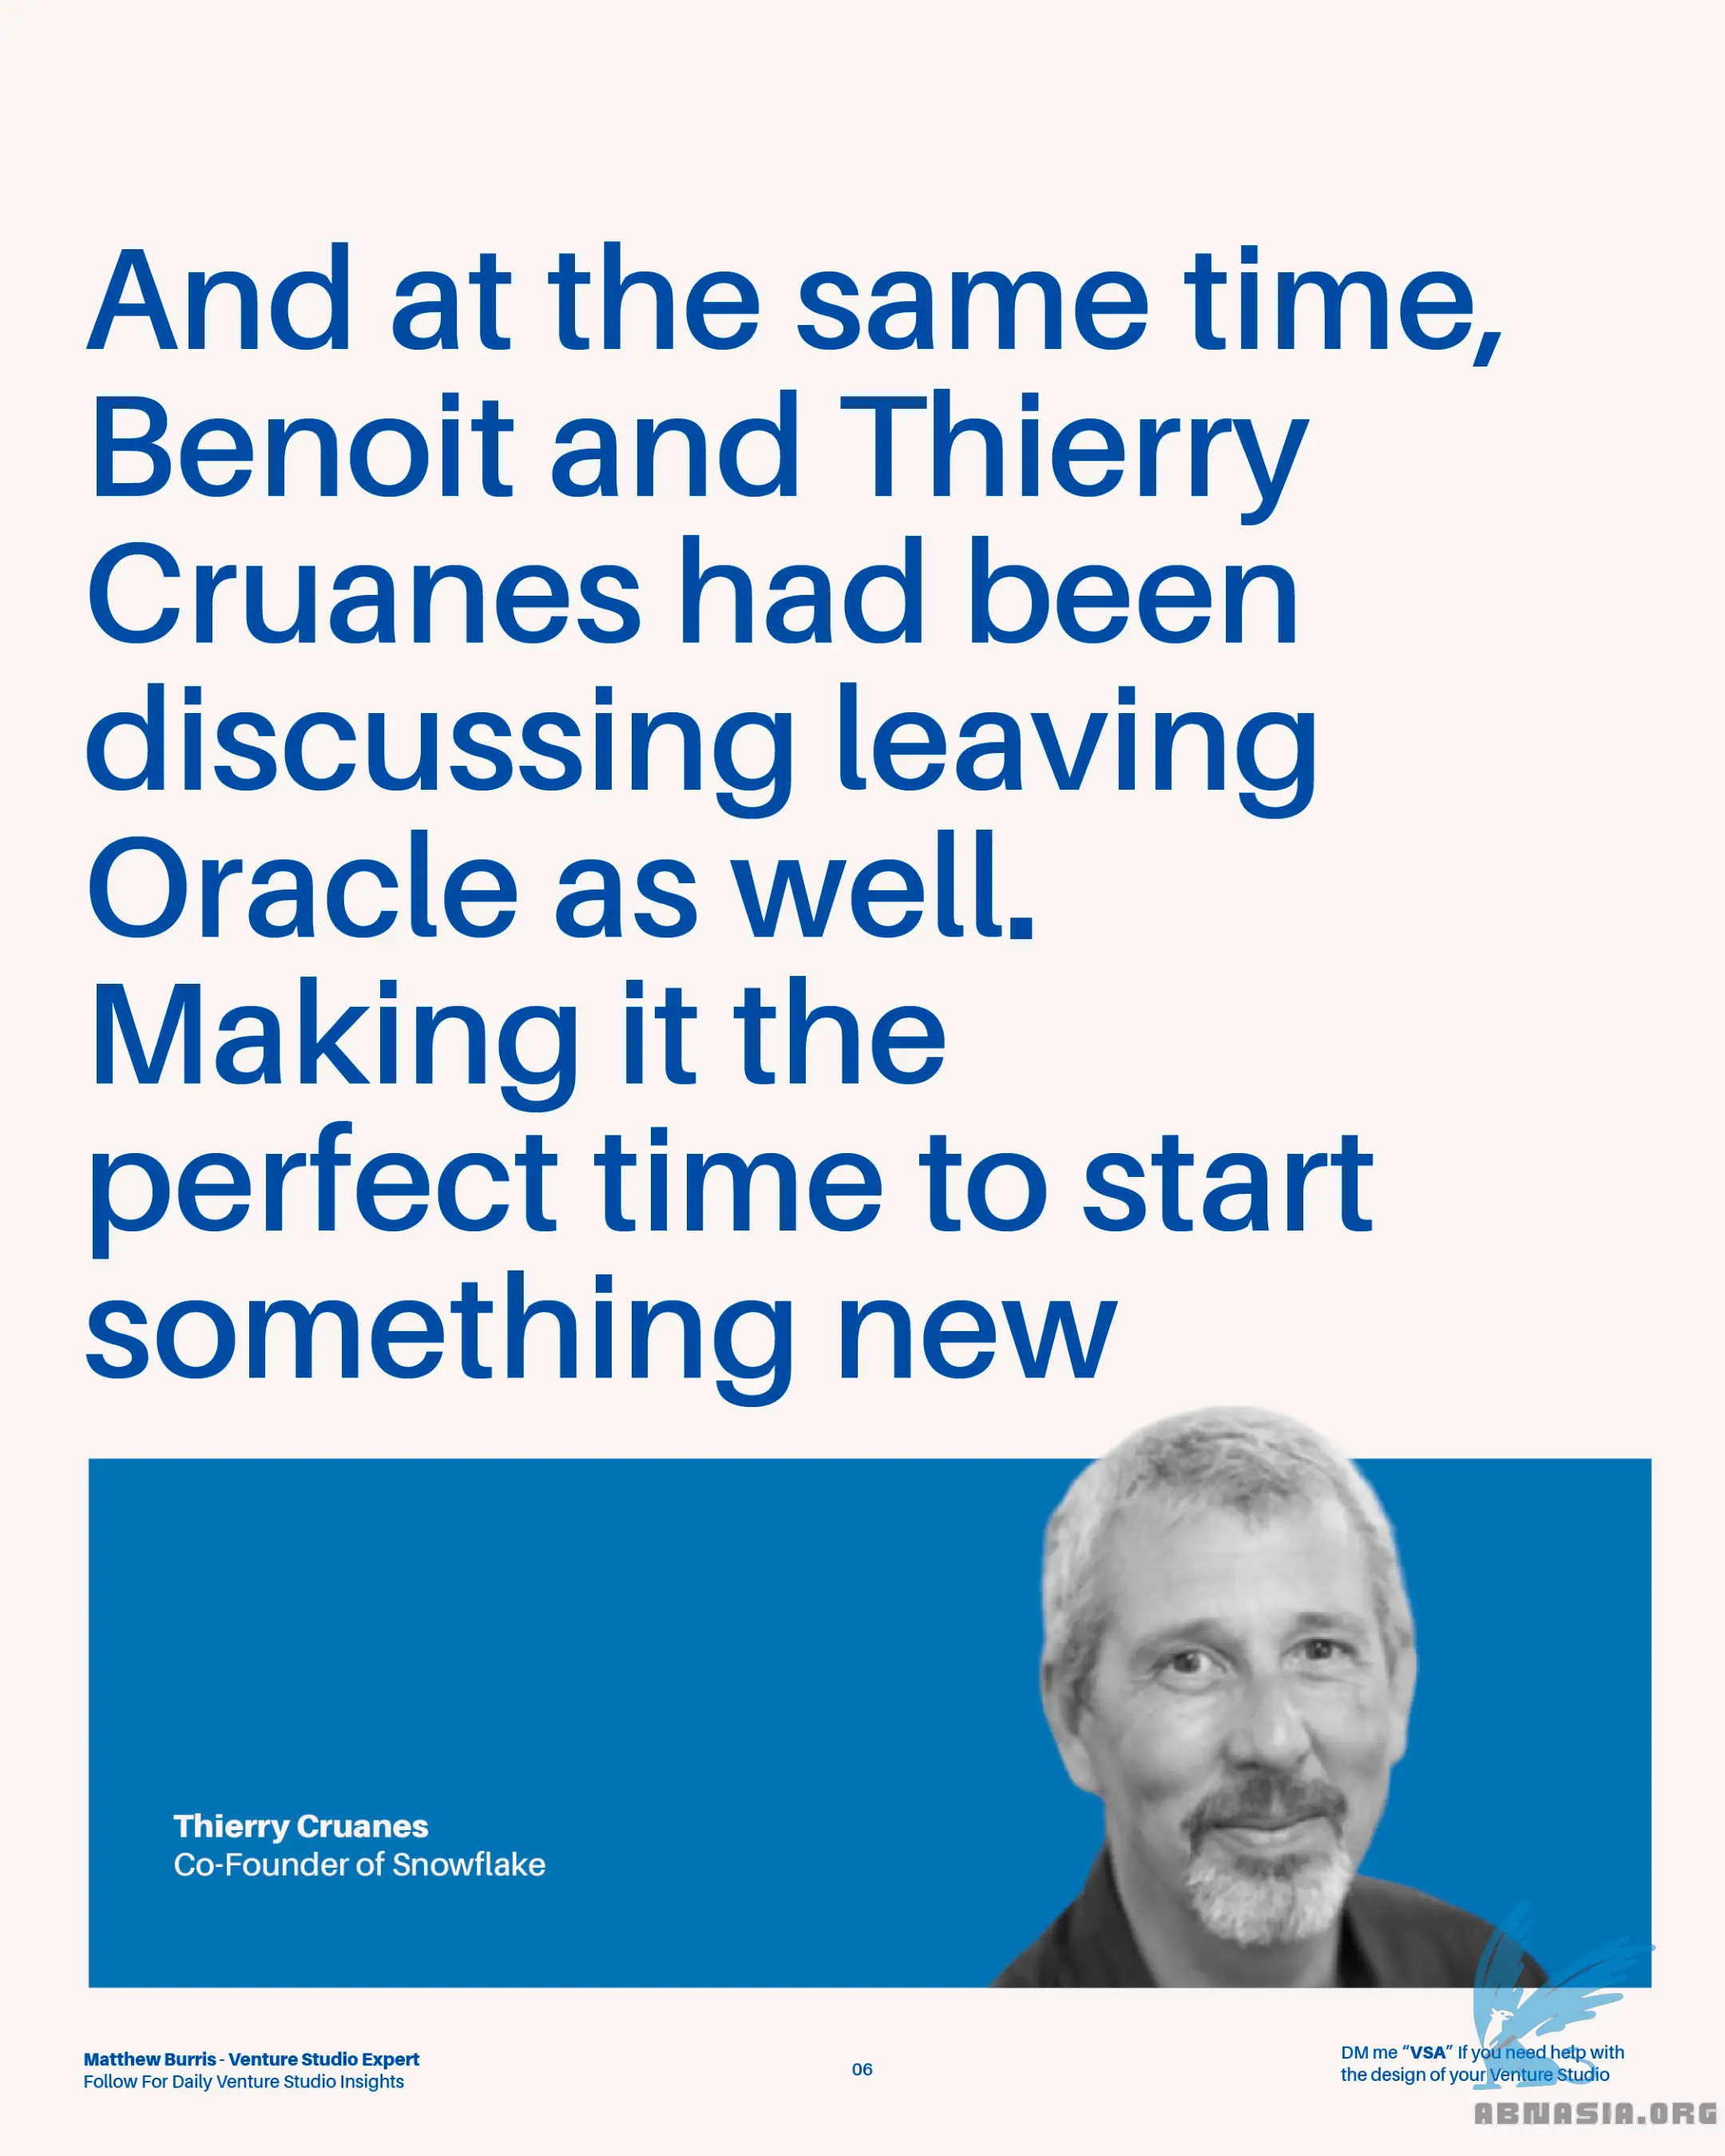 And at the same time,
Benoit and Thierry
Cruanes had been
discussing leaving
Oracle as well.
Making it the
perfect time to start
something new
Thierry Cruanes
Co-Founder of Snowflake
Matthew Burris - Venture Studio Expert
Follow For Daily Venture Studio Insights
06
DM me “VSA” If you need help with
the design of your Venture Studio
ABNASIA.ORG